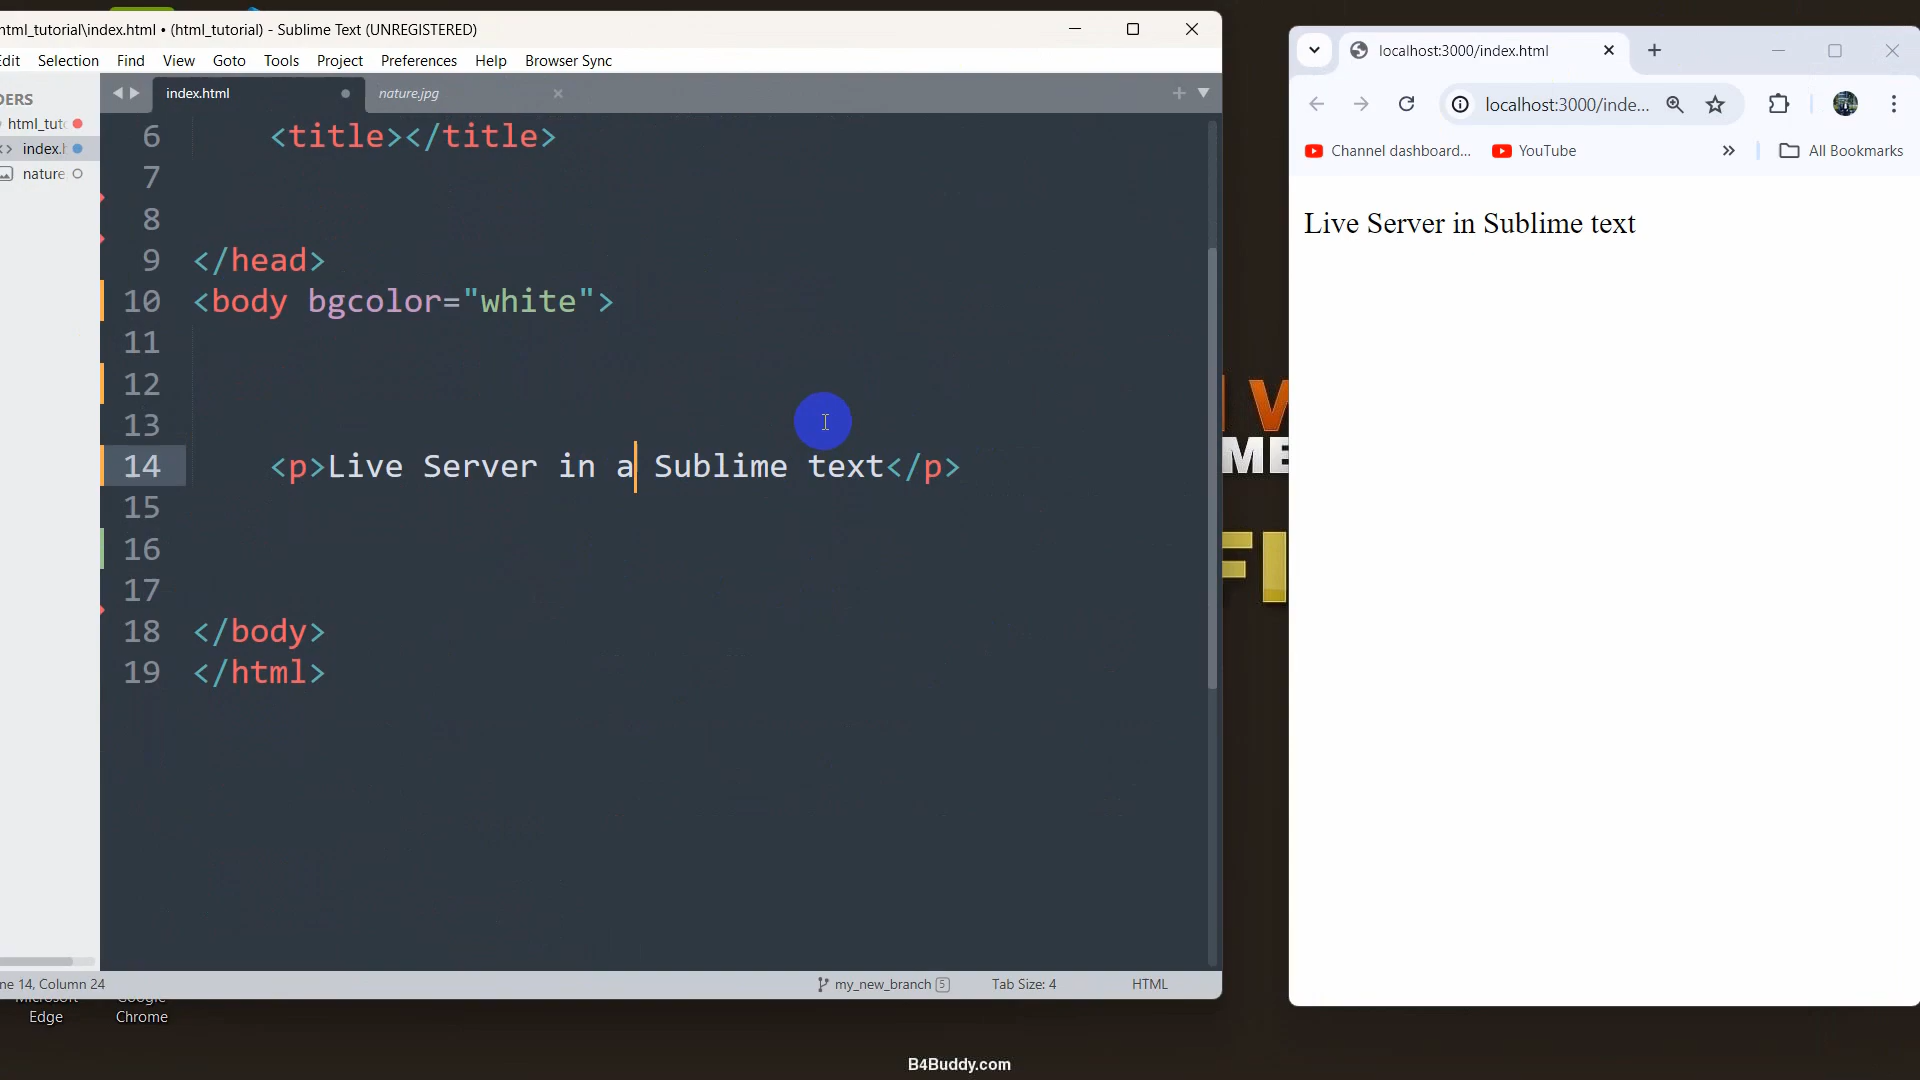 html_tutorial\index.html • (html_tutorial) - Sublime Text (UNREGISTERED)
Edit Selection Find View Goto Tools Project Preferences Help Browser Sync
DERS
html_tut
index.h
nature
index.html
nature.jpg
6 <title></title>
7
8
9 </head>
10 <body bgcolor="white">
11
12
13
14 <p>Live Server in a Sublime text</p>
15
16
17
18 </body>
19 </html>
ne 14, Column 24
my_new_branch 5
Tab Size: 4
HTML
localhost:3000/index.html
localhost:3000/inde...
Channel dashboard...
YouTube
All Bookmarks
Live Server in Sublime text
Microsoft
Edge
Google
Chrome
B4Buddy.com